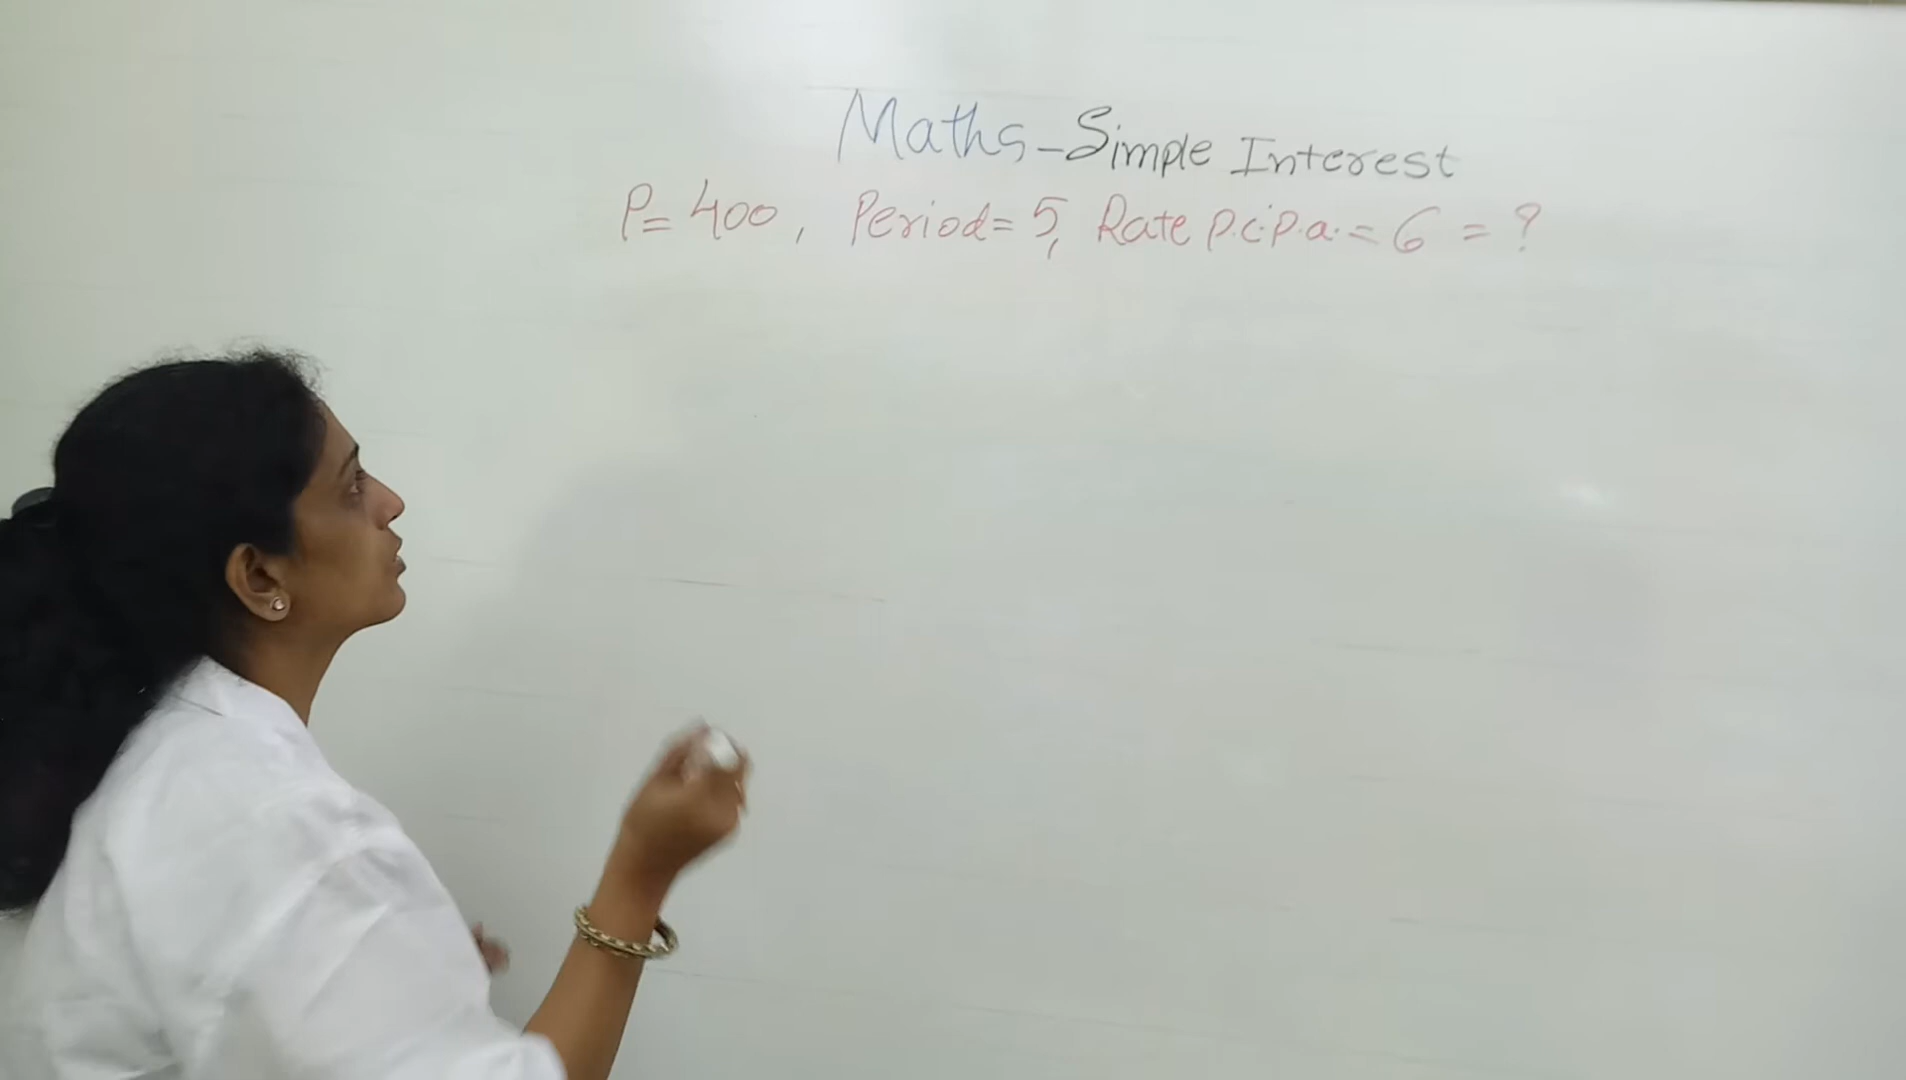 Maths-Simple Interest
P=400, Period=5, Rate p.c.p.a.=6 = ?